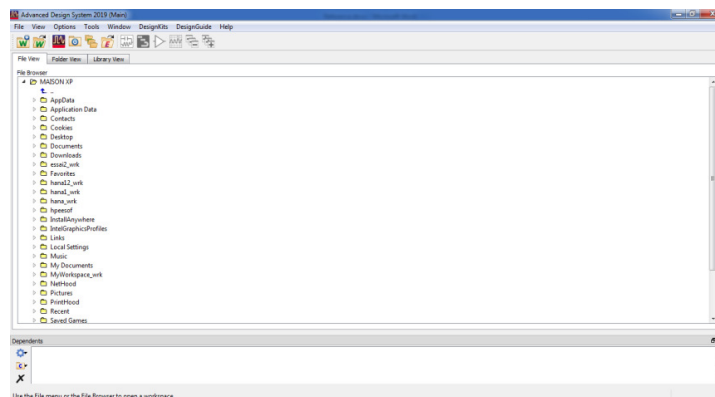 Advanced Design System 2019 (Main)
File View Options Tools Window DesignKits DesignGuide Help
File View Folder View Library View
File Browser
MAISON XP
..
AppData
Application Data
Contacts
Cookies
Desktop
Documents
Downloads
essai2_wrk
Favorites
hana12_wrk
hana1_wrk
hana_wrk
hpeesof
InstallAnywhere
IntelGraphicsProfiles
Links
Local Settings
Music
My Documents
MyWorkspace_wrk
NetHood
Pictures
PrintHood
Recent
Saved Games
Dependents
Use the File menu or the File Browser to open a workspace